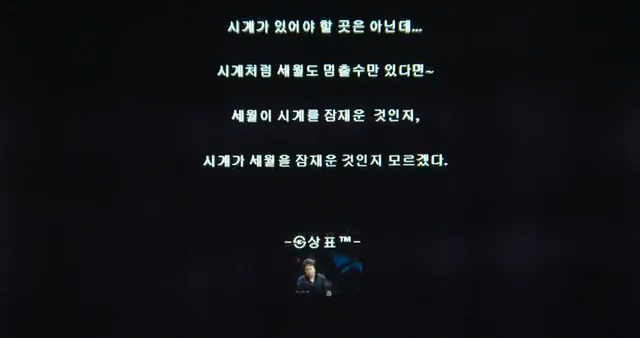 시계가 있어야 할 곳은 아닌데...
시계처럼 세월도 멈출수만 있다면~
세월이 시계를 잠재운 것인지,
시계가 세월을 잠재운 것인지 모르겠다.
상표™-